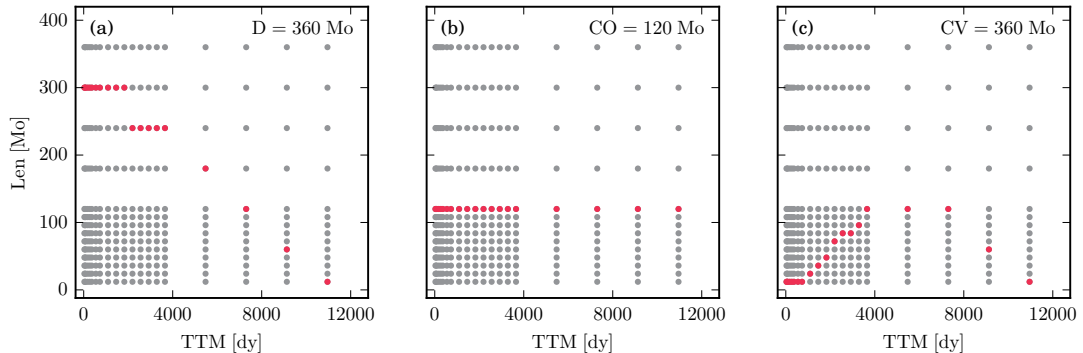 (a) D = 360 Mo
(b) CO = 120 Mo
(c) CV = 360 Mo
400
300
200
100
0
Len [Mo]
0 4000 8000 12000
0 4000 8000 12000
0 4000 8000 12000
TTM [dy]
TTM [dy]
TTM [dy]